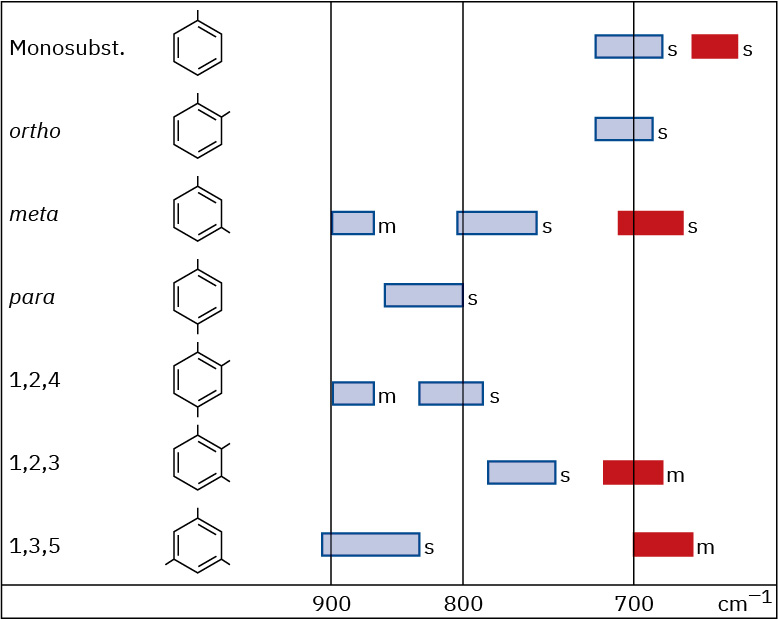 Monosubst. s s
ortho s
meta m s s
para s
1,2,4 m s
1,2,3 s m
1,3,5 s m
900 800 700 cm⁻¹